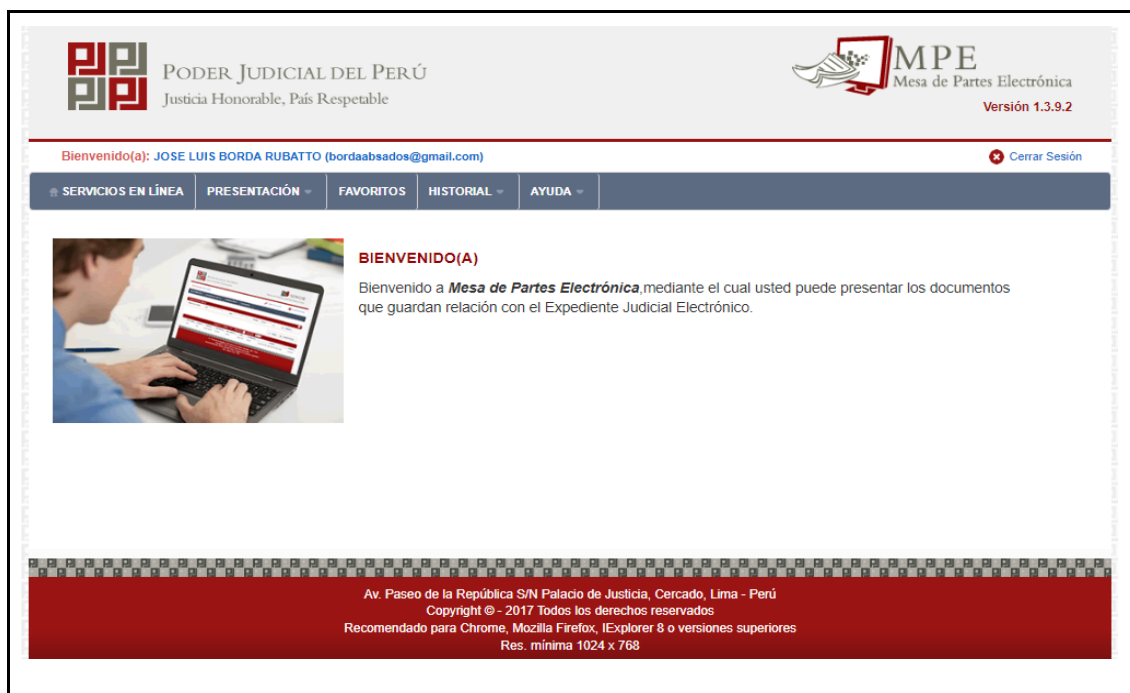 PODER JUDICIAL DEL PERÚ
Justicia Honorable, País Respetable
MPE
Mesa de Partes Electrónica
Versión 1.3.9.2
Bienvenido(a): JOSE LUIS BORDA RUBATTO (bordaabsados@gmail.com)
Cerrar Sesión
SERVICIOS EN LÍNEA PRESENTACIÓN FAVORITOS HISTORIAL AYUDA
BIENVENIDO(A)
Bienvenido a Mesa de Partes Electrónica,mediante el cual usted puede presentar los documentos
que guardan relación con el Expediente Judicial Electrónico.
Av. Paseo de la República S/N Palacio de Justicia, Cercado, Lima - Perú
Copyright © - 2017 Todos los derechos reservados
Recomendado para Chrome, Mozilla Firefox, IExplorer 8 o versiones superiores
Res. mínima 1024 x 768